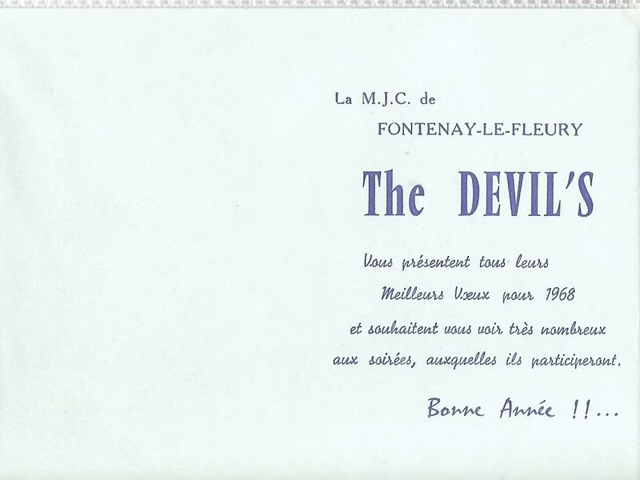 La M.J.C. de
FONTENAY-LE-FLEURY
The DEVIL'S
Vous présentent tous leurs
Meilleurs Vœux pour 1968
et souhaitent vous voir très nombreux
aux soirées, auxquelles ils participeront.
Bonne Année !!...